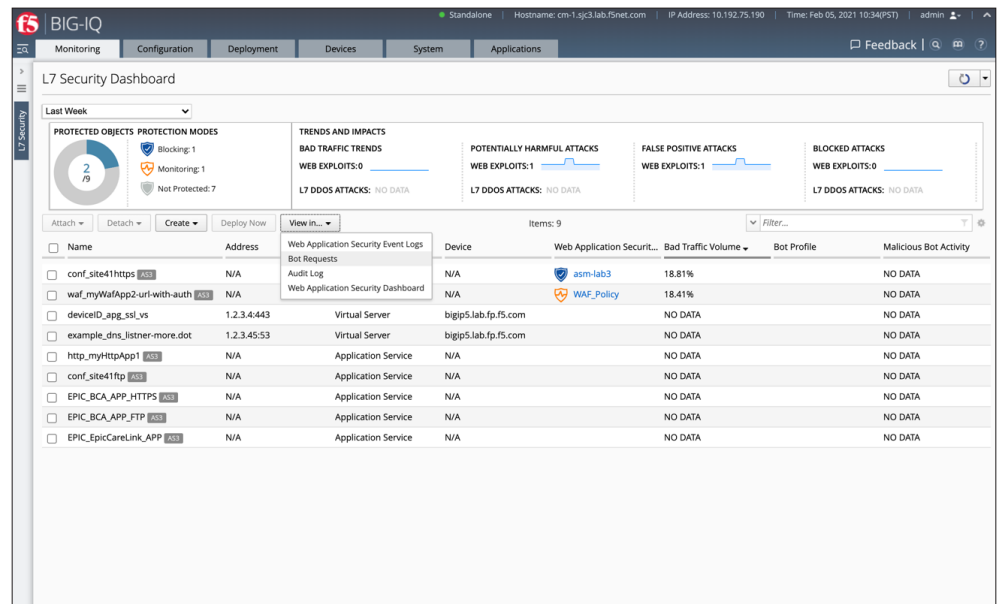 f5 BIG-IQ
Standalone | Hostname: cm-1.sjc3.lab.f5net.com | IP Address: 10.192.75.190 | Time: Feb 05, 2021 10:34(PST) | admin
Monitoring Configuration Deployment Devices System Applications
Feedback | ?
L7 Security
L7 Security Dashboard
Last Week
PROTECTED OBJECTS PROTECTION MODES
2
/9
Blocking: 1
Monitoring: 1
Not Protected: 7
TRENDS AND IMPACTS
BAD TRAFFIC TRENDS POTENTIALLY HARMFUL ATTACKS FALSE POSITIVE ATTACKS BLOCKED ATTACKS
WEB EXPLOITS:0 WEB EXPLOITS:1 WEB EXPLOITS:1 WEB EXPLOITS:0
L7 DDOS ATTACKS: NO DATA L7 DDOS ATTACKS: NO DATA L7 DDOS ATTACKS: NO DATA
Attach Detach Create Deploy Now View in... Items: 9 Filter...
Web Application Security Event Logs
Bot Requests
Audit Log
Web Application Security Dashboard
Name Address Device Web Application Securit... Bad Traffic Volume Bot Profile Malicious Bot Activity
conf_site41https AS3 N/A N/A asm-lab3 18.81% NO DATA
waf_myWafApp2-url-with-auth AS3 N/A N/A WAF_Policy 18.41% NO DATA
deviceID_apg_ssl_vs 1.2.3.4:443 Virtual Server bigip5.lab.fp.f5.com NO DATA NO DATA
example_dns_listner-more.dot 1.2.3.45:53 Virtual Server bigip5.lab.fp.f5.com NO DATA NO DATA
http_myHttpApp1 AS3 N/A Application Service N/A NO DATA NO DATA
conf_site41ftp AS3 N/A Application Service N/A NO DATA NO DATA
EPIC_BCA_APP_HTTPS AS3 N/A Application Service N/A NO DATA NO DATA
EPIC_BCA_APP_FTP AS3 N/A Application Service N/A NO DATA NO DATA
EPIC_EpicCareLink_APP AS3 N/A Application Service N/A NO DATA NO DATA